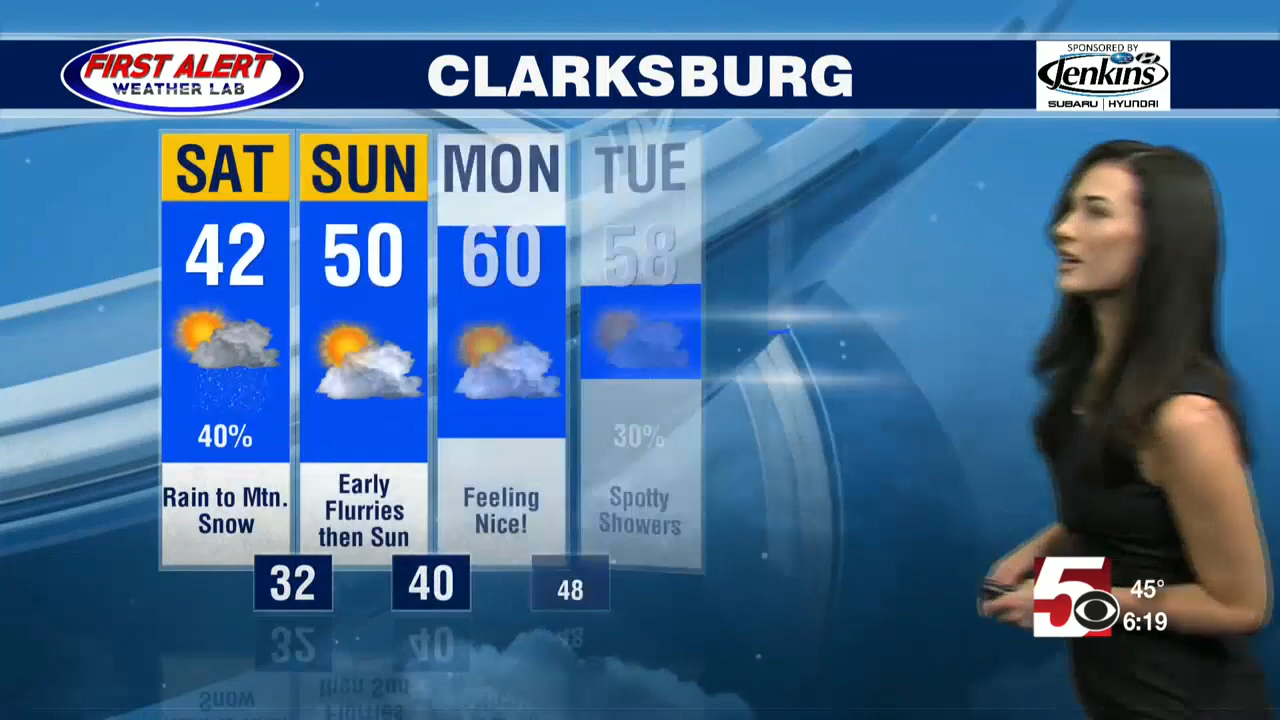 FIRST ALERT
WEATHER LAB
CLARKSBURG
SPONSORED BY
Jenkins
SUBARU | HYUNDAI
SAT
SUN
MON
TUE
42
50
60
58
40%
30%
Rain to Mtn.
Snow
Early
Flurries
then Sun
Feeling
Nice!
Spotty
Showers
32
40
48
5
45°
6:19